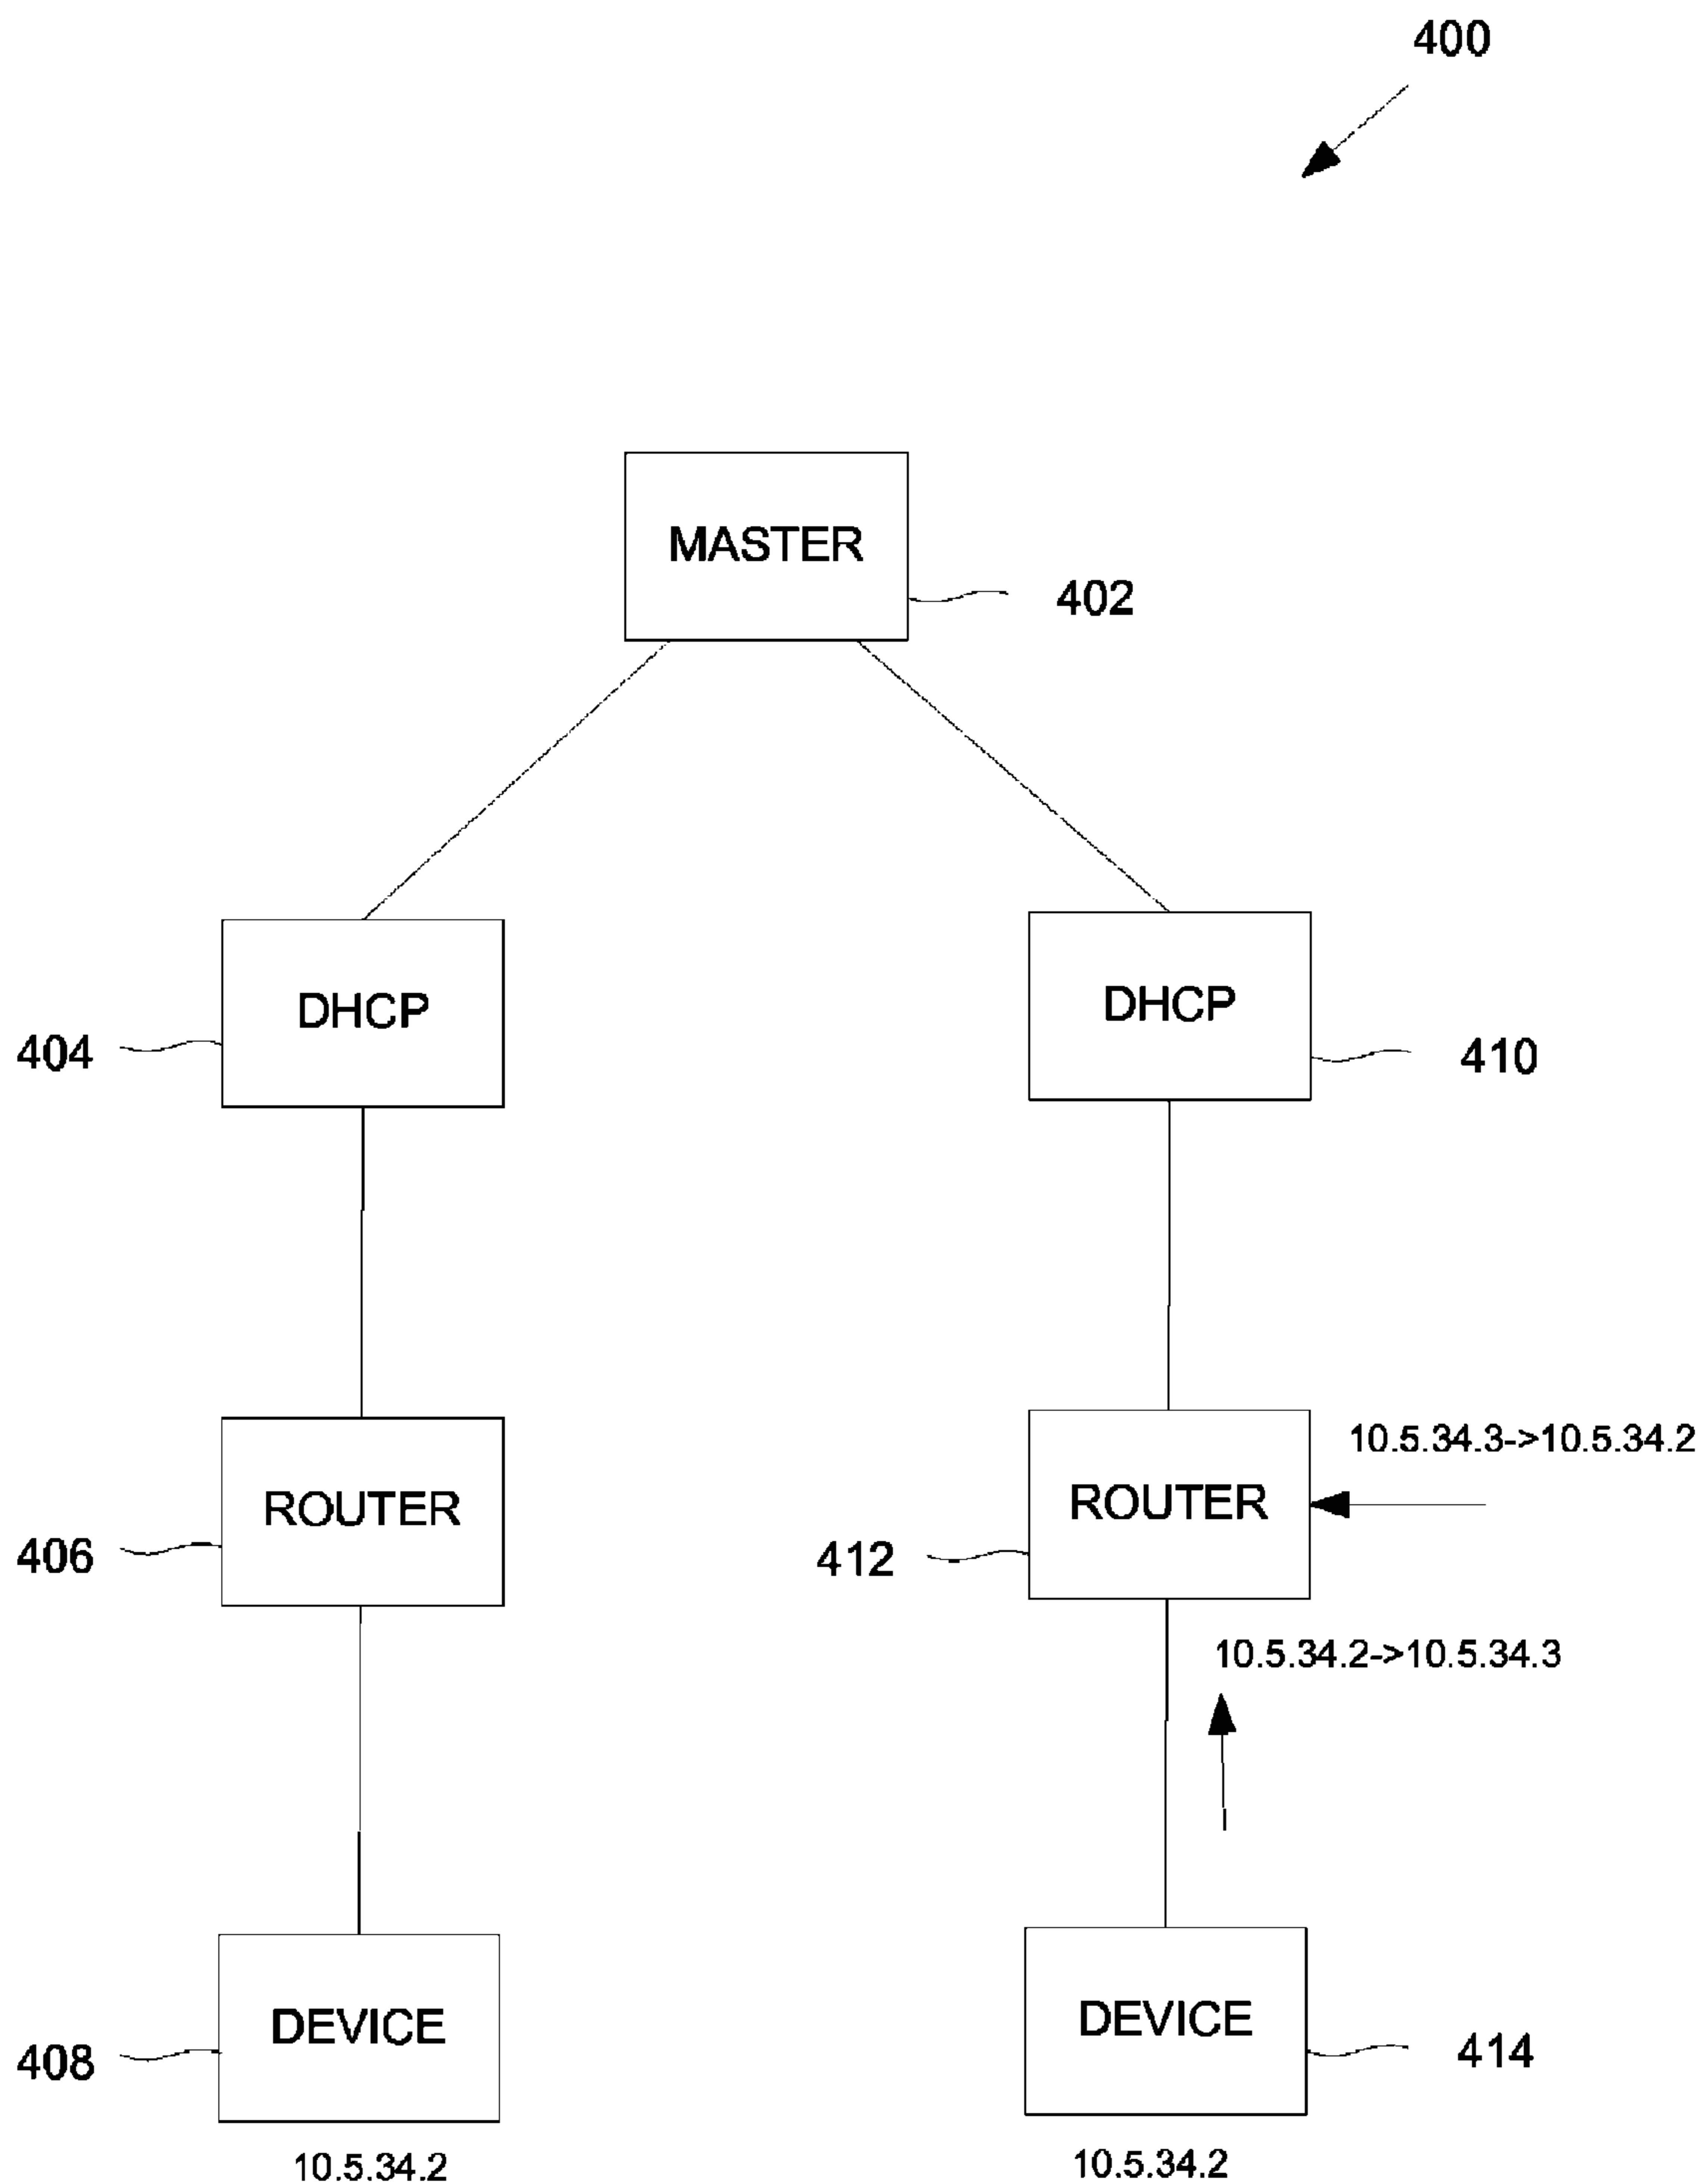 400
MASTER
402
DHCP
404
DHCP
410
10.5.34.3->10.5.34.2
ROUTER
406
ROUTER
412
10.5.34.2->10.5.34.3
DEVICE
408
DEVICE
414
10.5.34.2
10.5.34.2